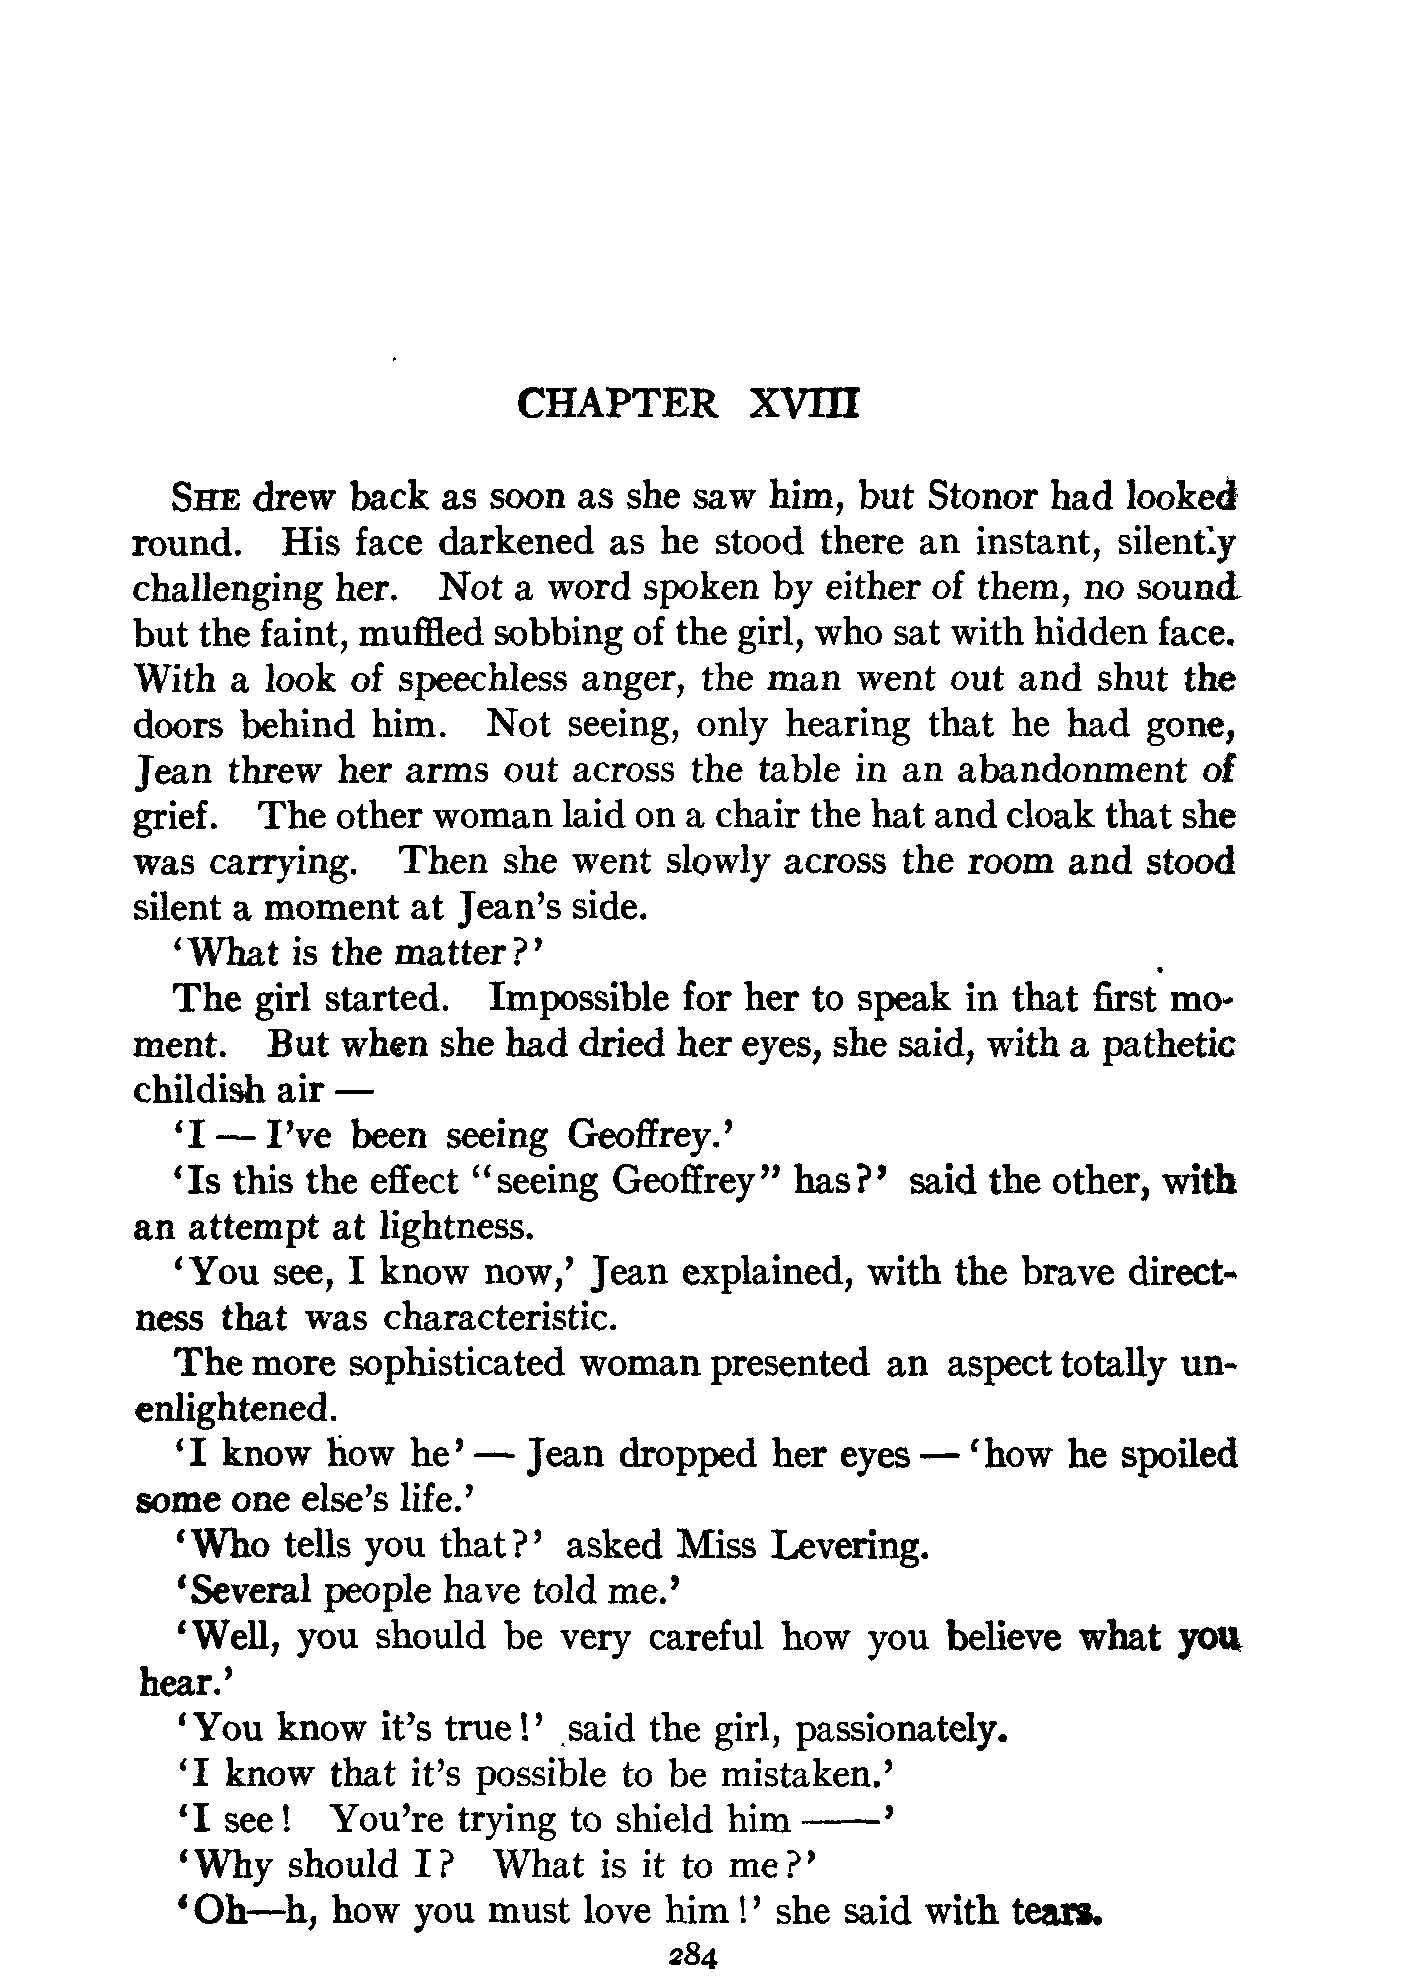 CHAPTER XVIII
SHE drew back as soon as she saw him, but Stonor had looked
round. His face darkened as he stood there an instant, silently
challenging her. Not a word spoken by either of them, no sound
but the faint, muffled sobbing of the girl, who sat with hidden face.
With a look of speechless anger, the man went out and shut the
doors behind him. Not seeing, only hearing that he had gone,
Jean threw her arms out across the table in an abandonment of
grief. The other woman laid on a chair the hat and cloak that she
was carrying. Then she went slowly across the room and stood
silent a moment at Jean's side.
'What is the matter?'
The girl started. Impossible for her to speak in that first mo-
ment. But when she had dried her eyes, she said, with a pathetic
childish air —
'I — I've been seeing Geoffrey.'
'Is this the effect "seeing Geoffrey" has?' said the other, with
an attempt at lightness.
'You see, I know now,' Jean explained, with the brave direct-
ness that was characteristic.
The more sophisticated woman presented an aspect totally un-
enlightened.
'I know how he' — Jean dropped her eyes — 'how he spoiled
some one else's life.'
'Who tells you that?' asked Miss Levering.
'Several people have told me.'
'Well, you should be very careful how you believe what you
hear.'
'You know it's true!' said the girl, passionately.
'I know that it's possible to be mistaken.'
'I see! You're trying to shield him ——'
'Why should I? What is it to me?'
'Oh—h, how you must love him!' she said with tears.
284